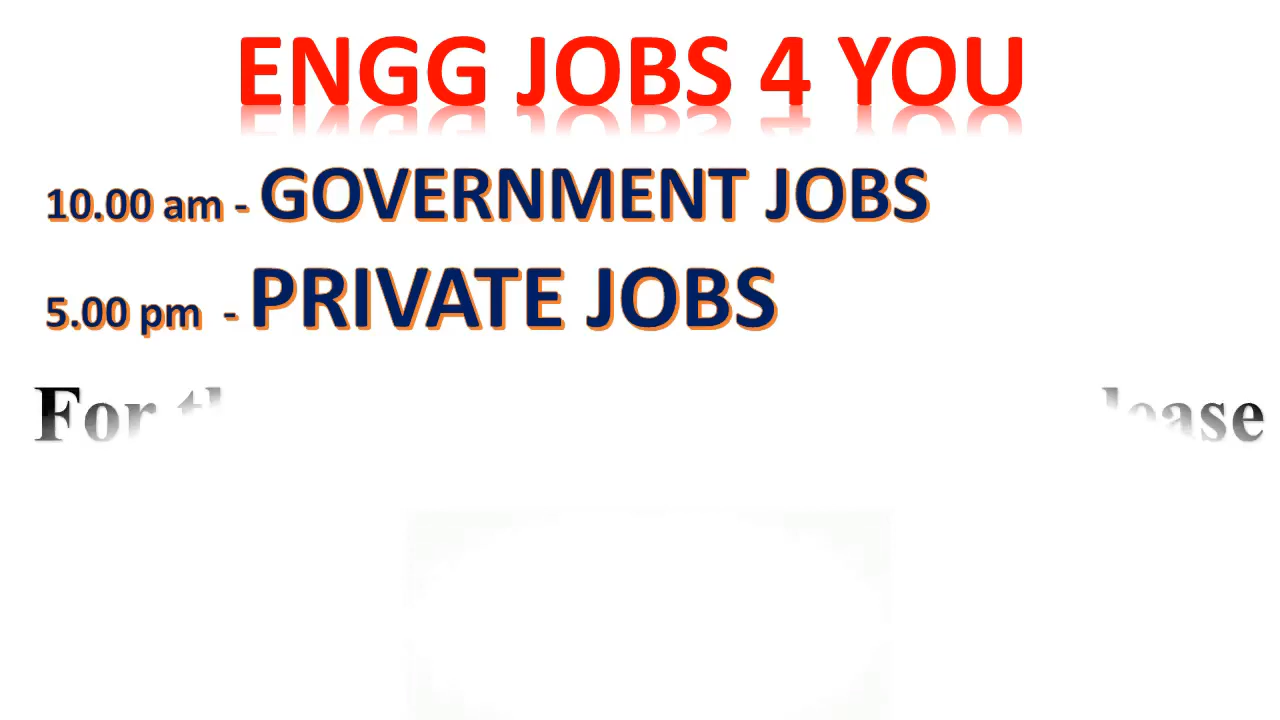 ENGG JOBS 4 YOU
10.00 am - GOVERNMENT JOBS
5.00 pm - PRIVATE JOBS
For